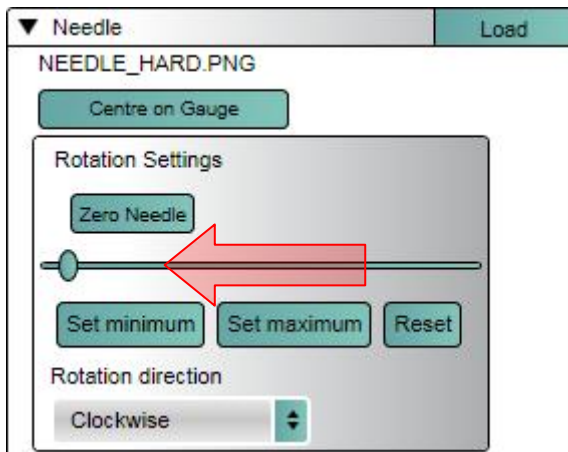 Needle Load
NEEDLE_HARD.PNG
Centre on Gauge
Rotation Settings
Zero Needle
Set minimum Set maximum Reset
Rotation direction
Clockwise